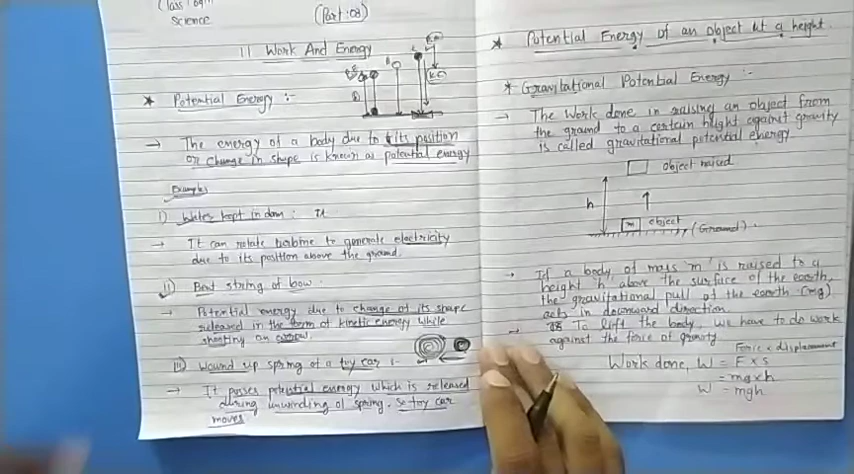 Class 9th
Science
(Part:08)
11 Work And Energy
★ Potential Energy :-
→ The energy of a body due to its position
or change in shape is known as potential energy
Examples
i) Water kept in dam : It
→ It can rotate turbine to generate electricity
due to its position above the ground.
ii) Bent string of bow :
→ Potential energy due to change of its shape
released in the form of kinetic energy while
shooting an arrow.
iii) Wound up spring of a toy car :-
→ It posses potential energy which is released
during unwinding of spring. So toy car
moves
★ Potential Energy of an object at a height.
* Gravitational Potential Energy :-
→ The Work done in raising an object from
the ground to a certain hight against gravity
is called gravitational potential energy
object raised
h
m object
(Ground).
→ If a body of mass 'm' is raised to a
height 'h' above the surface of the earth,
the gravitational pull of the earth (mg)
acts in downward direction.
→ To lift the body, we have to do work
against the force of gravity
Force × displacement
Work done, W = F × s
= mg×h
W = mgh